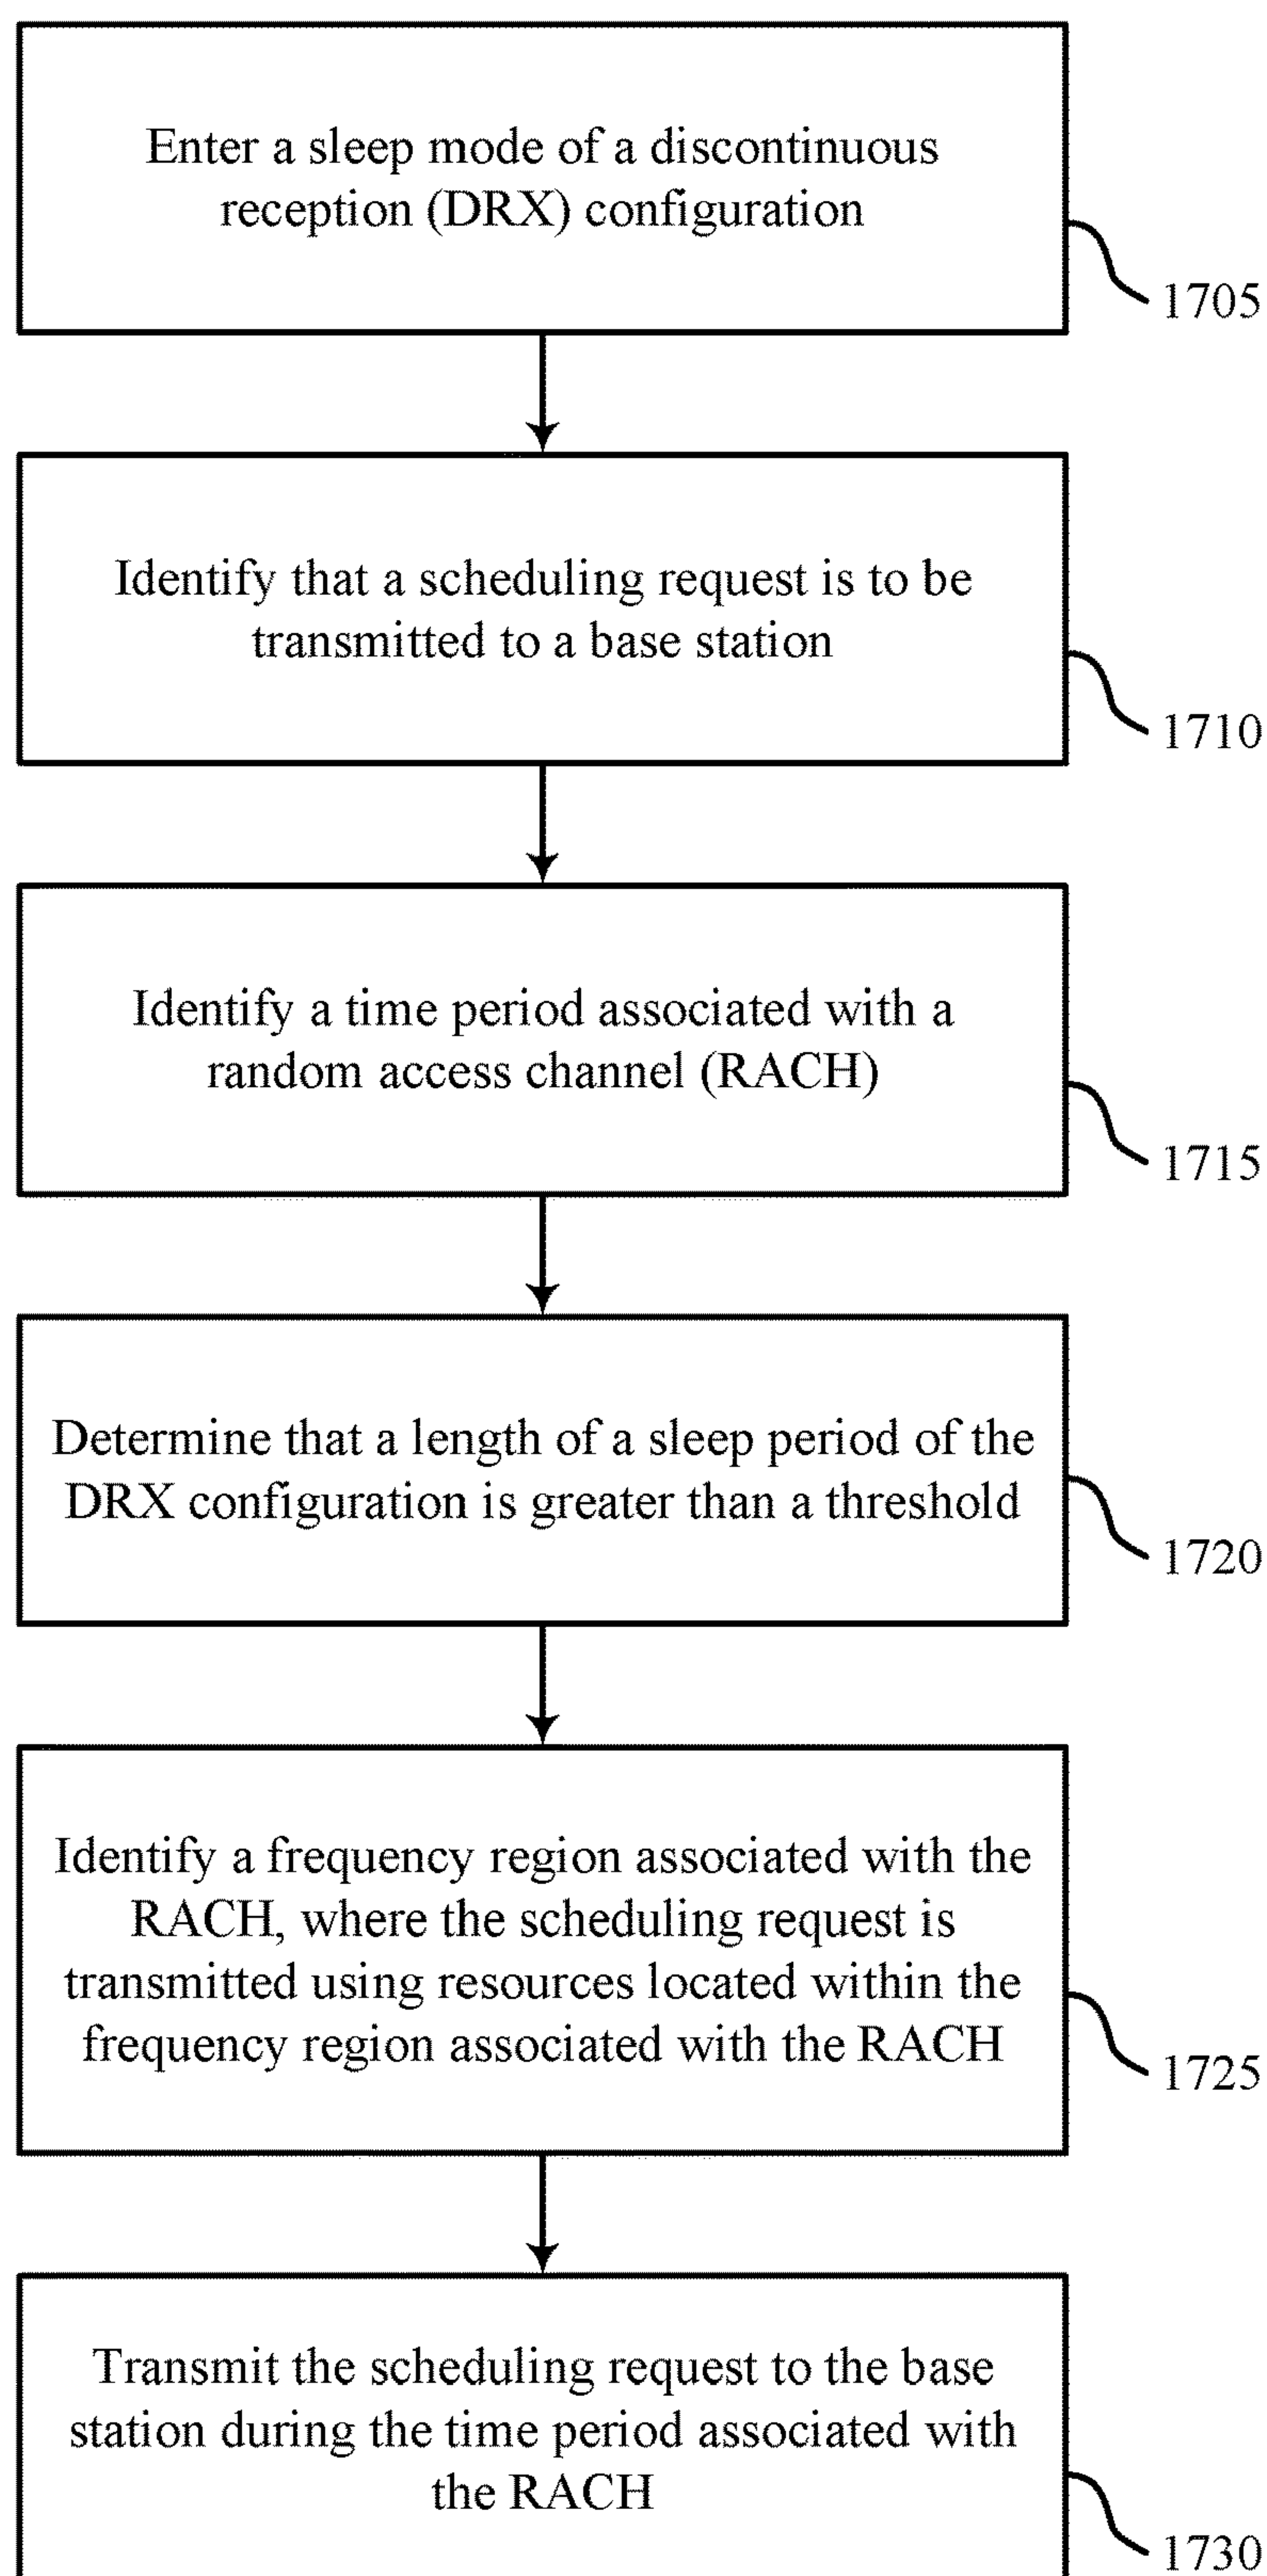 Enter a sleep mode of a discontinuous
reception (DRX) configuration
1705
Identify that a scheduling request is to be
transmitted to a base station
1710
Identify a time period associated with a
random access channel (RACH)
1715
Determine that a length of a sleep period of the
DRX configuration is greater than a threshold
1720
Identify a frequency region associated with the
RACH, where the scheduling request is
transmitted using resources located within the
frequency region associated with the RACH
1725
Transmit the scheduling request to the base
station during the time period associated with
the RACH
1730